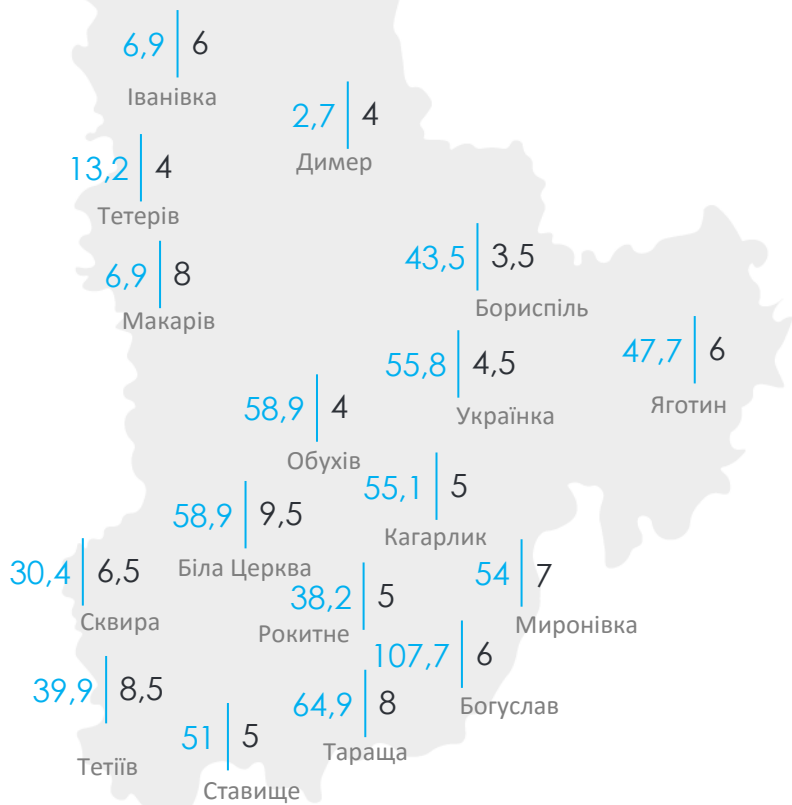 6,9 6
Іванівка
2,7 4
Димер
13,2 4
Тетерів
43,5 3,5
Бориспіль
6,9 8
Макарів
47,7 6
Яготин
55,8 4,5
Українка
58,9 4
Обухів
55,1 5
Кагарлик
58,9 9,5
Біла Церква
30,4 6,5
Сквира
38,2 5
Рокитне
54 7
Миронівка
107,7 6
Богуслав
39,9 8,5
Тетіїв
64,9 8
Тараща
51 5
Ставище